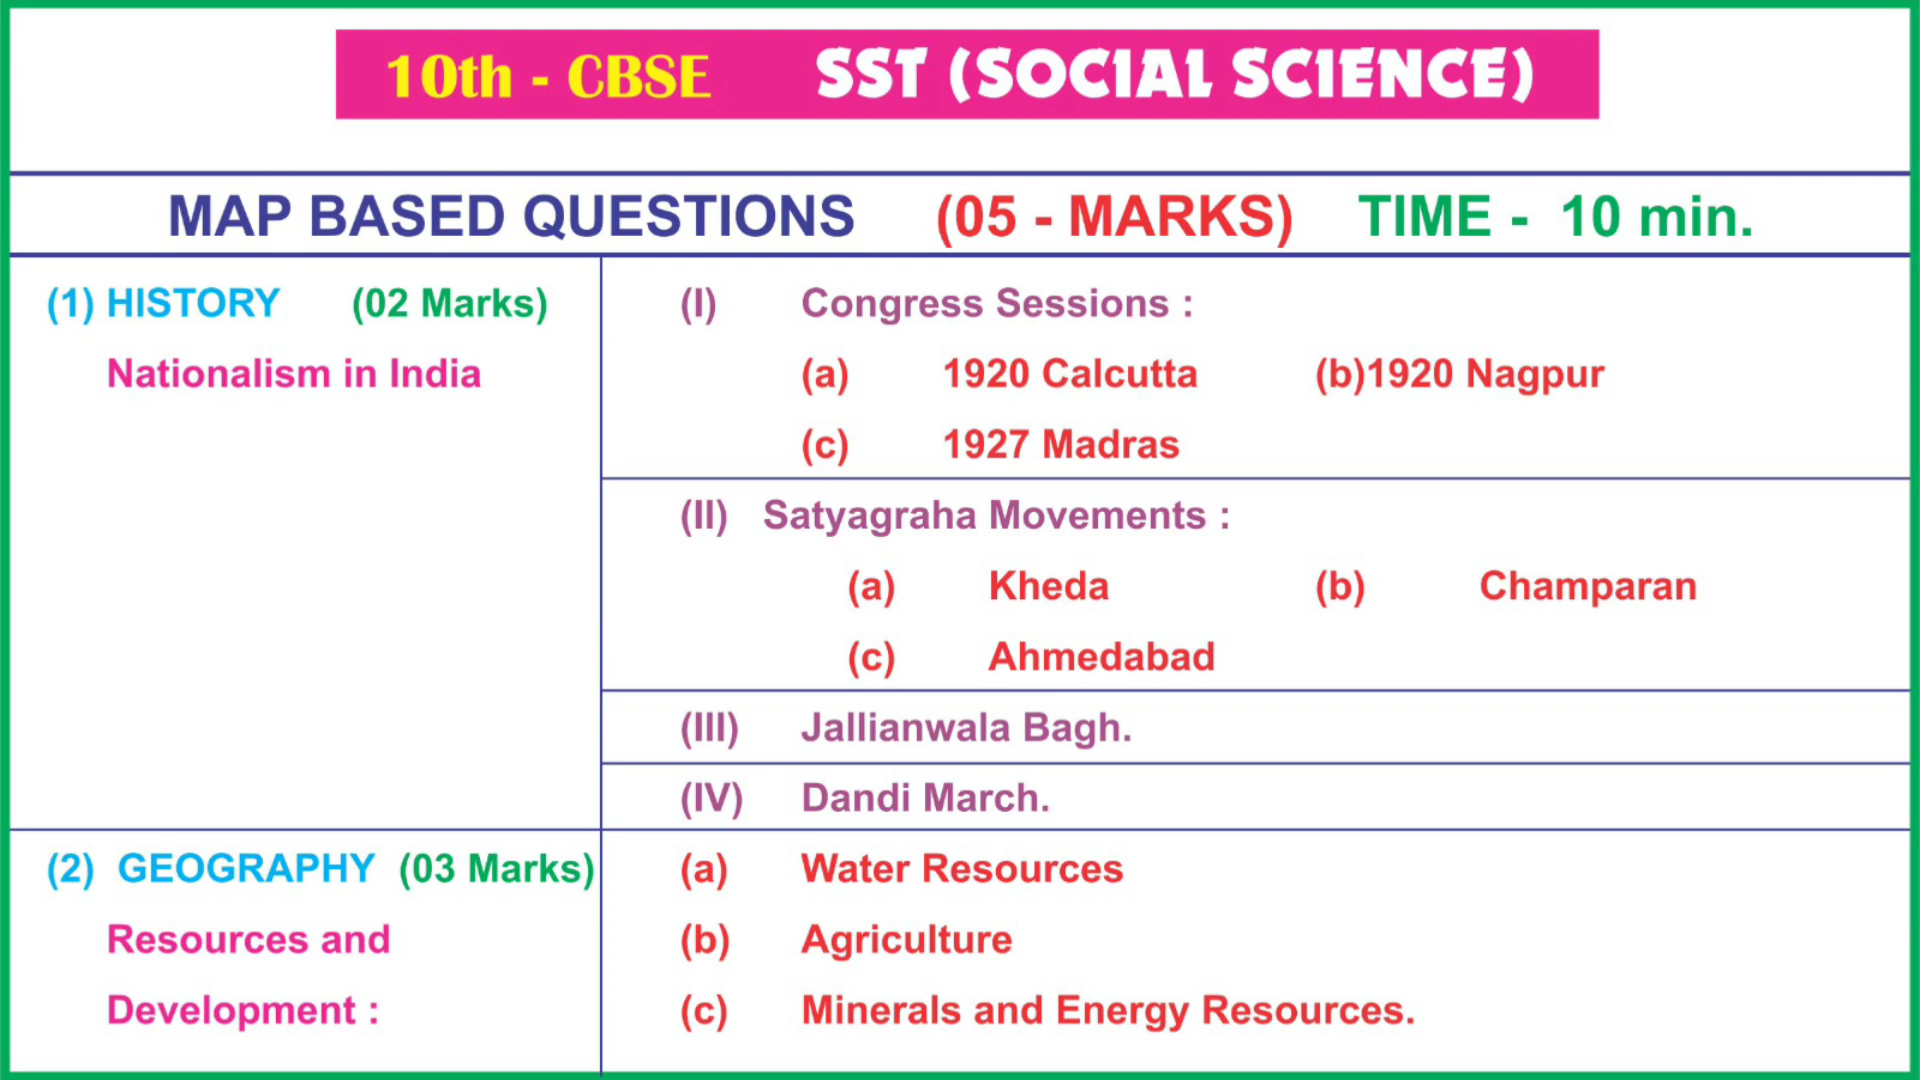 10th - CBSE SST (SOCIAL SCIENCE)
MAP BASED QUESTIONS (05 - MARKS) TIME - 10 min.
(1) HISTORY (02 Marks)
Nationalism in India
(I) Congress Sessions :
(a) 1920 Calcutta (b)1920 Nagpur
(c) 1927 Madras
(II) Satyagraha Movements :
(a) Kheda (b) Champaran
(c) Ahmedabad
(III) Jallianwala Bagh.
(IV) Dandi March.
(2) GEOGRAPHY (03 Marks)
Resources and
Development :
(a) Water Resources
(b) Agriculture
(c) Minerals and Energy Resources.